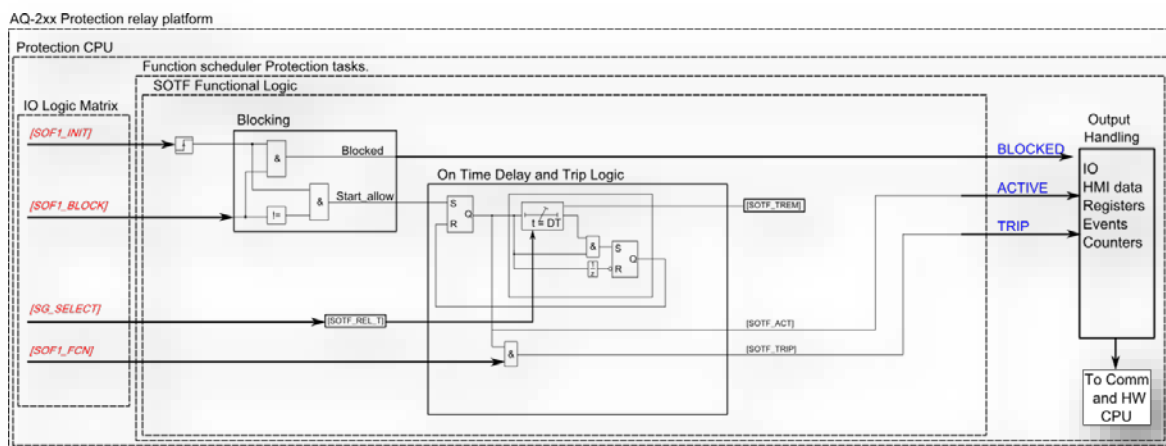 AQ-2xx Protection relay platform
Protection CPU
Function scheduler Protection tasks.
SOTF Functional Logic
IO Logic Matrix
[SOF1_INIT]
[SOF1_BLOCK]
[SG_SELECT]
[SOF1_FCN]
Blocking
&
Blocked
&
Start_allow
!=
[SOTF_REL_T]
On Time Delay and Trip Logic
S
Q
R
t = DT
&
S
Q
R
1
z
&
[SOTF_TREM]
[SOTF_ACT]
[SOTF_TRIP]
BLOCKED
ACTIVE
TRIP
Output
Handling
IO
HMI data
Registers
Events
Counters
To Comm
and HW
CPU